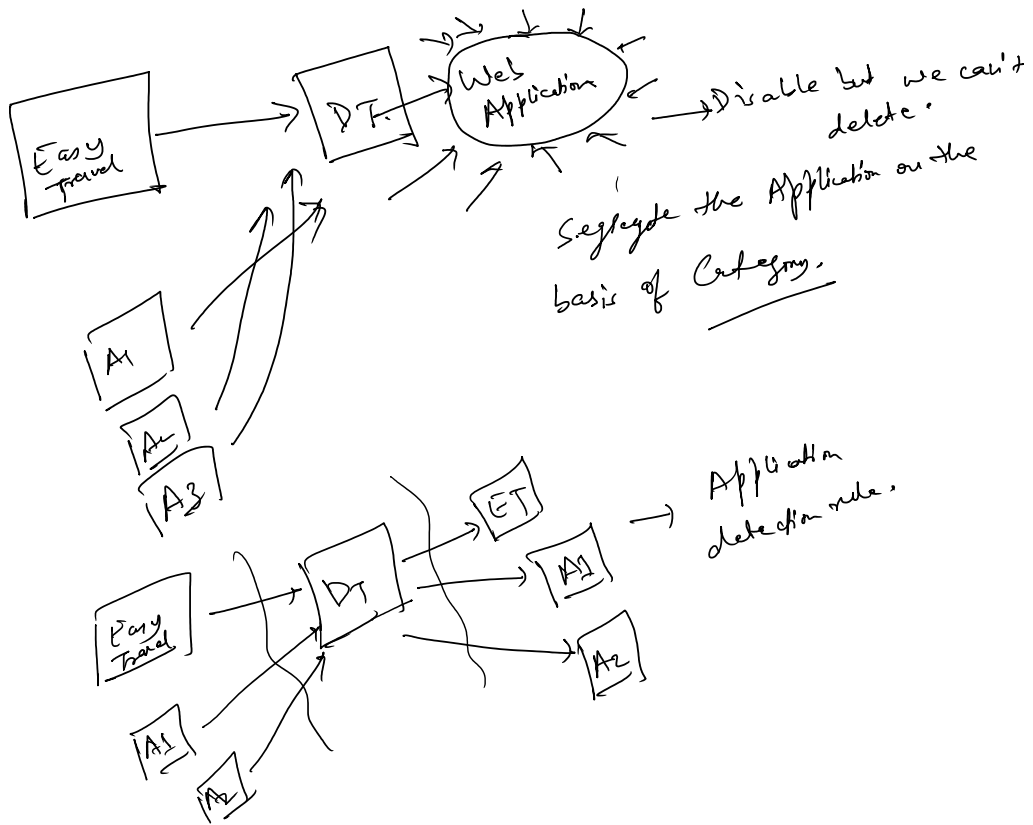 Easy
Travel
DT.
Web
Application
Disable but we can't
delete.
Segregate the Application on the
basis of Category.
A1
A2
A3
Easy
Travel
A1
A2
DT
ET
A1
A2
Application
detection rule.